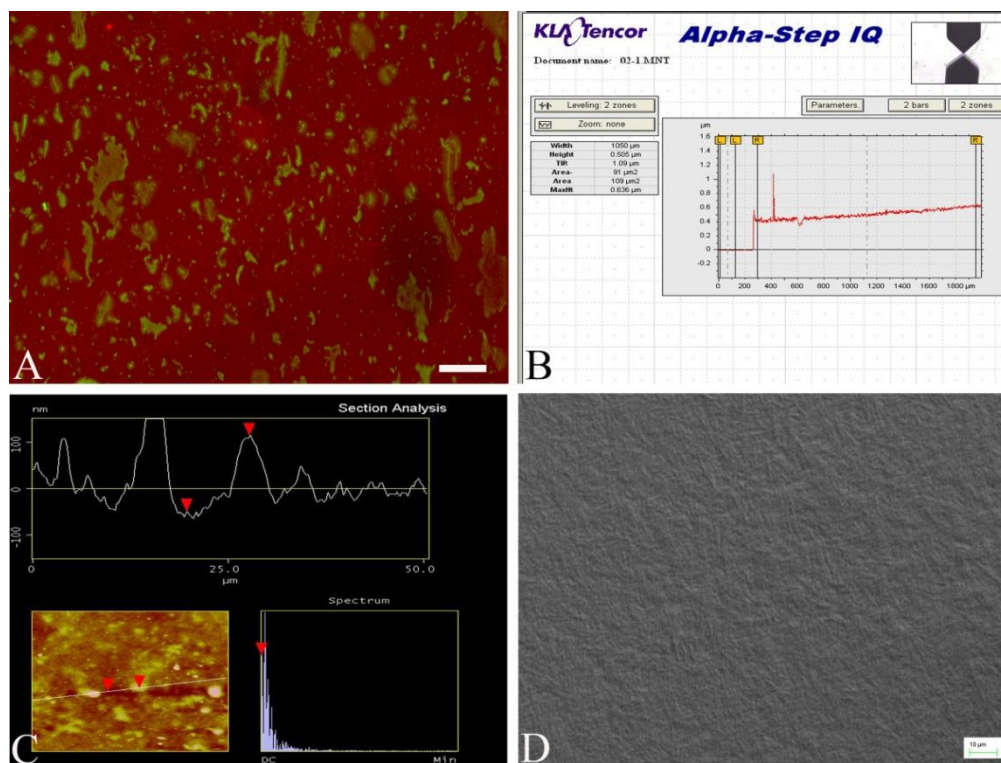 A
KLA Tencor
Alpha-Step IQ
Document name: 02-1.MNT
Leveling: 2 zones
Zoom: none
Parameters.
2 bars
2 zones
Width 1050 µm
Height 0.505 µm
TIR 1.09 µm
Area- 91 µm2
Area 109 µm2
MaxHt 0.636 µm
µm
1.6
1.4
1.2
1
0.8
0.6
0.4
0.2
0
-0.2
L L R R
0 200 400 600 800 1000 1200 1400 1600 1800 µm
B
Section Analysis
nm
100
0
-100
0 25.0 50.0
µm
Spectrum
DC Min
C
D
10 µm